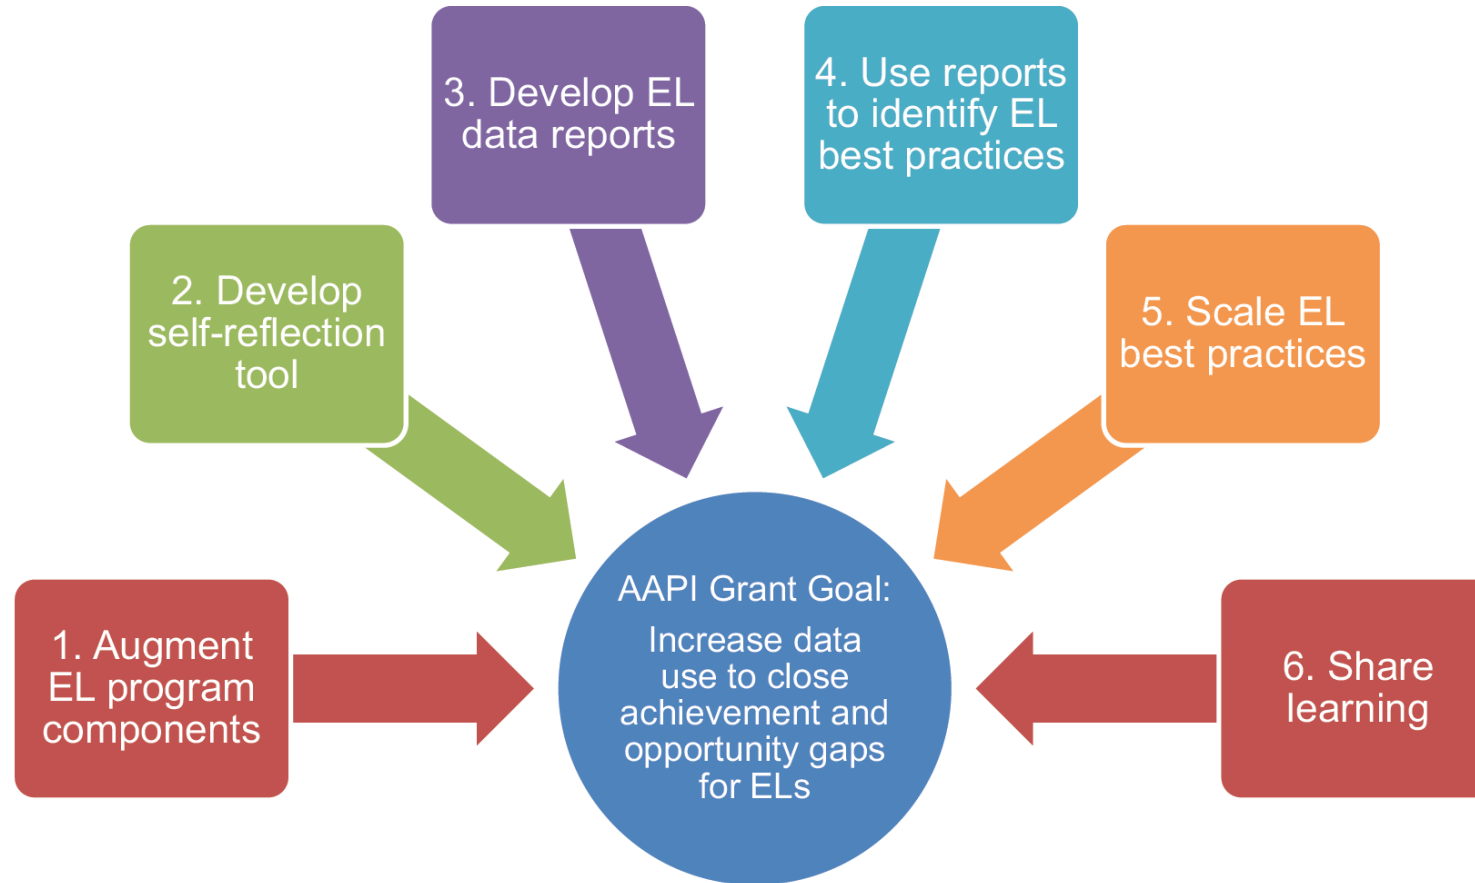 1. Augment
EL program
components
2. Develop
self-reflection
tool
3. Develop EL
data reports
4. Use reports
to identify EL
best practices
5. Scale EL
best practices
6. Share
learning
AAPI Grant Goal:
Increase data
use to close
achievement and
opportunity gaps
for ELs